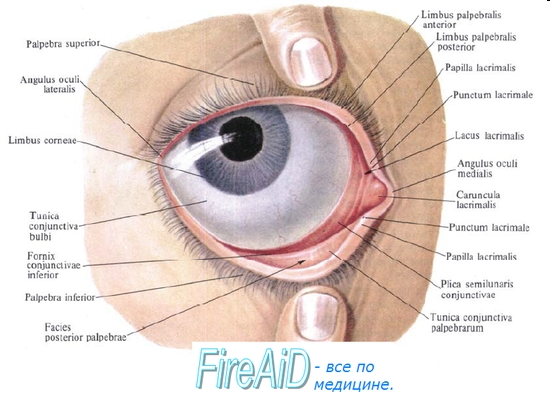 Palpebra superior
Angulus oculi
lateralis
Limbus corneae
Tunica
conjunctiva
bulbi
Fornix
conjunctivae
inferior
Palpebra inferior
Facies
posterior palpebrae
Limbus palpebralis
anterior
Limbus palpebralis
posterior
Papilla lacrimalis
Punctum lacrimale
Lacus lacrimalis
Angulus oculi
medialis
Caruncula
lacrimalis
Punctum lacrimale
Papilla lacrimalis
Plica semilunaris
conjunctivae
Tunica conjunctiva
palpebrarum
FireAiD - все по
медицине.